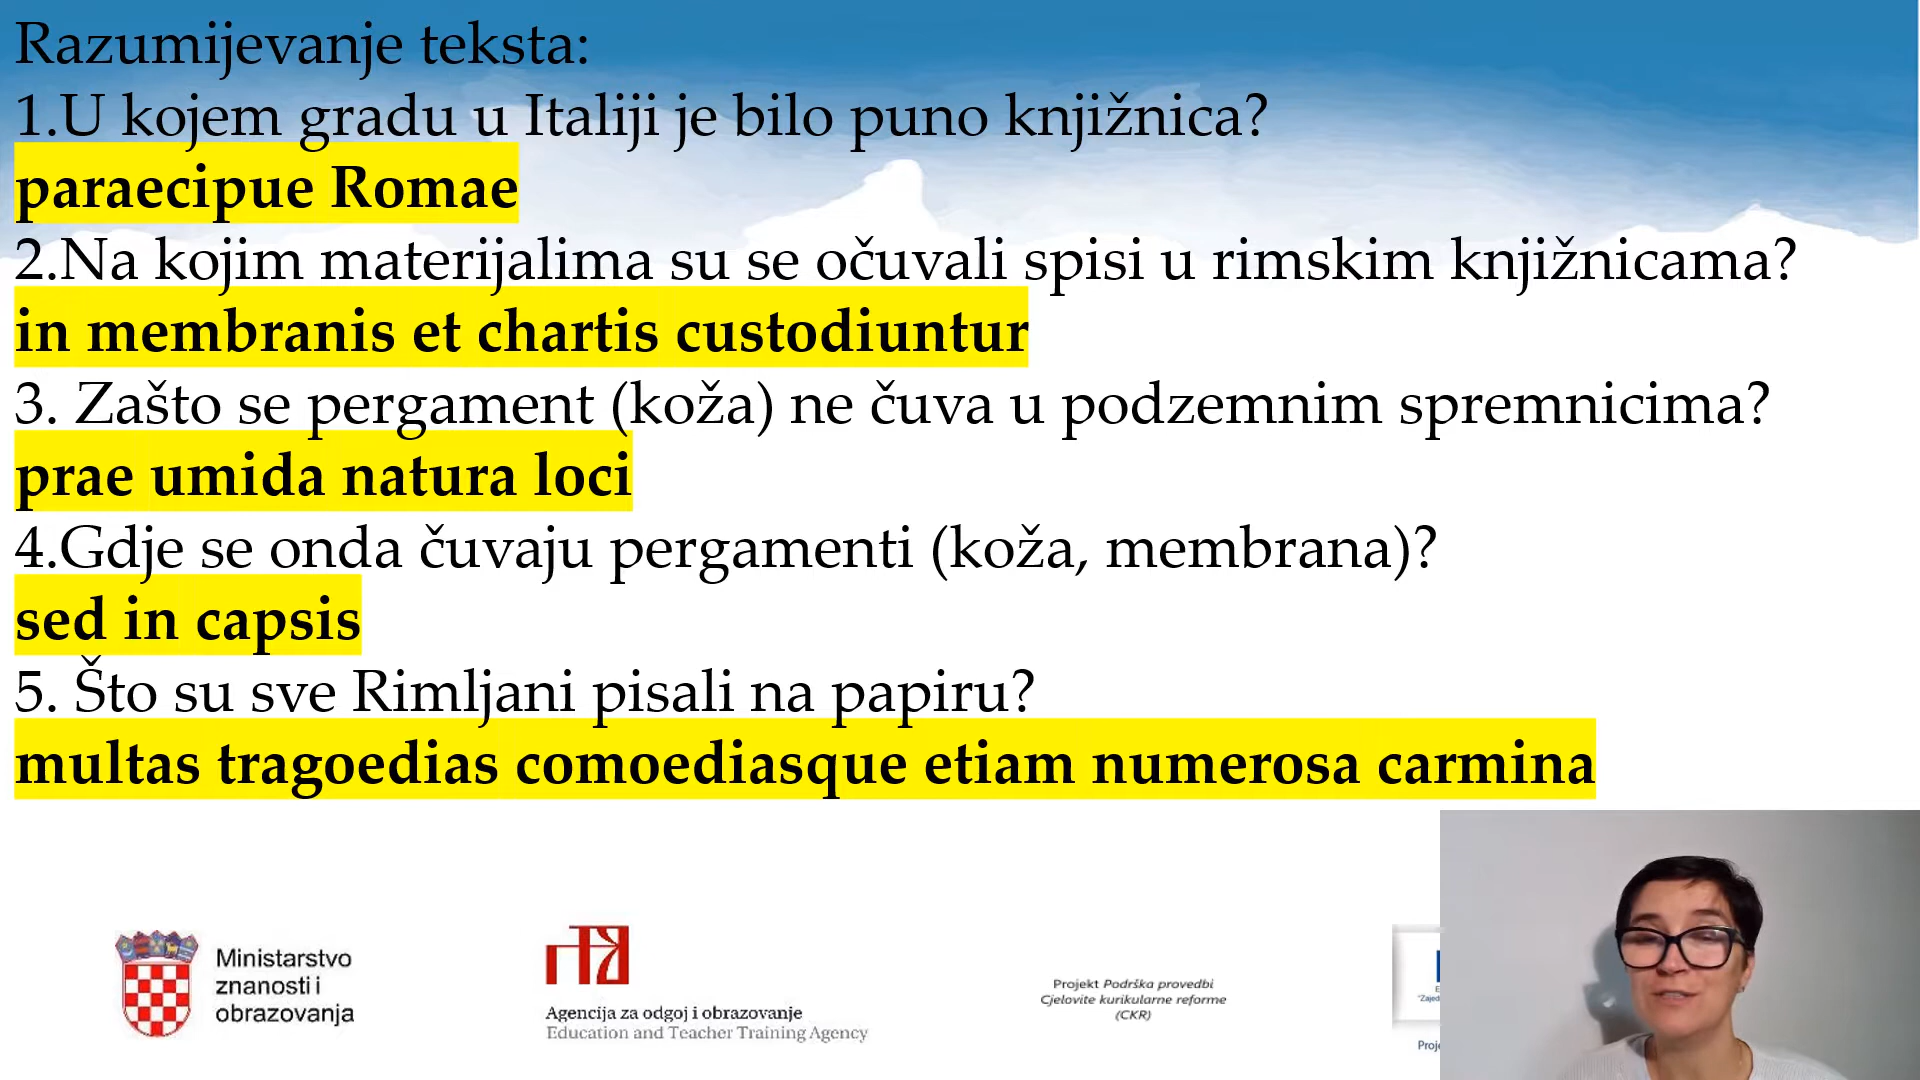 Razumijevanje teksta:
1.U kojem gradu u Italiji je bilo puno knjižnica?
paraecipue Romae
2.Na kojim materijalima su se očuvali spisi u rimskim knjižnicama?
in membranis et chartis custodiuntur
3. Zašto se pergament (koža) ne čuva u podzemnim spremnicima?
prae umida natura loci
4.Gdje se onda čuvaju pergamenti (koža, membrana)?
sed in capsis
5. Što su sve Rimljani pisali na papiru?
multas tragoedias comoediasque etiam numerosa carmina
Ministarstvo
znanosti i
obrazovanja
Agencija za odgoj i obrazovanje
Education and Teacher Training Agency
Projekt Podrška provedbi
Cjelovite kurikularne reforme
(CKR)